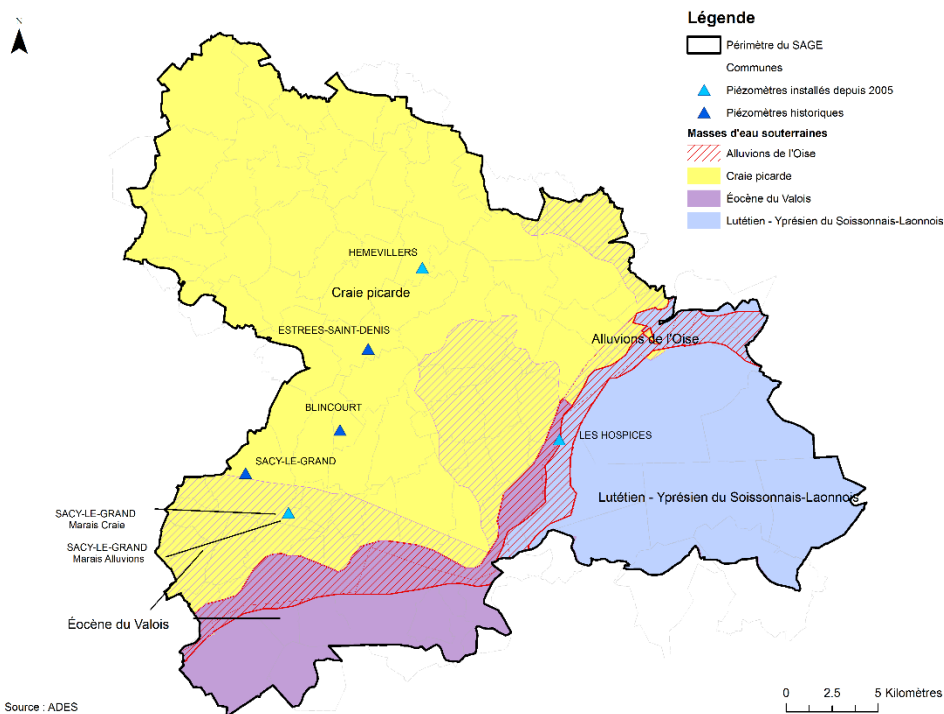 N
Légende
Périmètre du SAGE
Communes
Piézomètres installés depuis 2005
Piézomètres historiques
Masses d'eau souterraines
Alluvions de l'Oise
Craie picarde
Éocène du Valois
Lutétien - Yprésien du Soissonnais-Laonnois
HEMEVILLERS
Craie picarde
ESTREES-SAINT-DENIS
Alluvions de l'Oise
BLINCOURT
LES HOSPICES
SACY-LE-GRAND
Lutétien - Yprésien du Soissonnais-Laonnois
SACY-LE-GRAND
Marais Craie
SACY-LE-GRAND
Marais Alluvions
Éocène du Valois
Source : ADES
0 2.5 5 Kilomètres